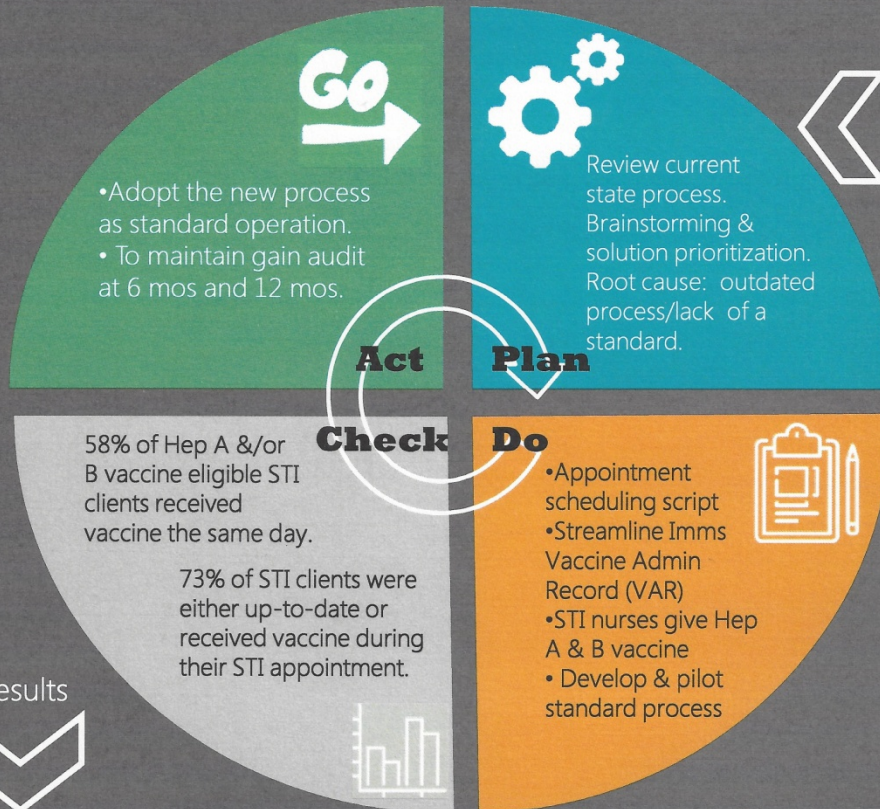 GO
•Adopt the new process
as standard operation.
• To maintain gain audit
at 6 mos and 12 mos.
Act
Review current
state process.
Brainstorming &
solution prioritization.
Root cause: outdated
process/lack of a
standard.
Plan
58% of Hep A &/or
B vaccine eligible STI
clients received
vaccine the same day.
73% of STI clients were
either up-to-date or
received vaccine during
their STI appointment.
Check
Do
•Appointment
scheduling script
•Streamline Imms
Vaccine Admin
Record (VAR)
•STI nurses give Hep
A & B vaccine
• Develop & pilot
standard process
esults